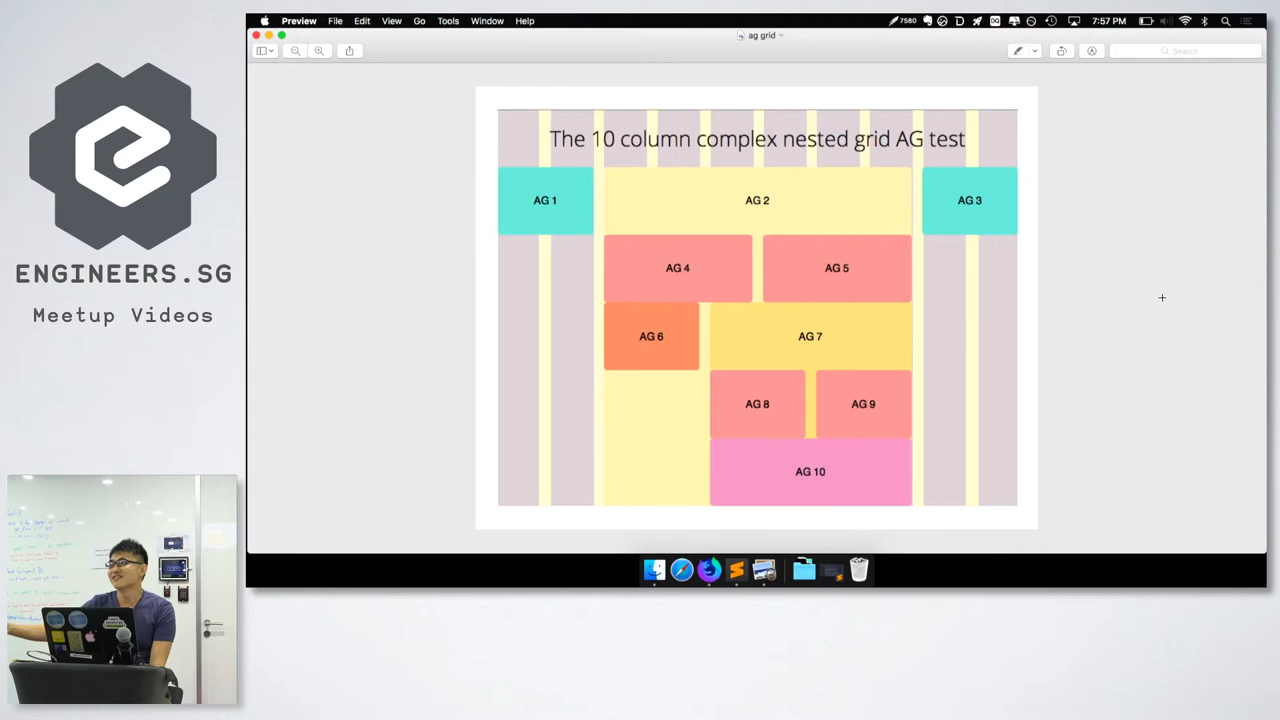 Preview File Edit View Go Tools Window Help 7580 7:57 PM
ag grid
Search
The 10 column complex nested grid AG test
AG 1 AG 2 AG 3
AG 4 AG 5
AG 6 AG 7
AG 8 AG 9
AG 10
ENGINEERS.SG
Meetup Videos